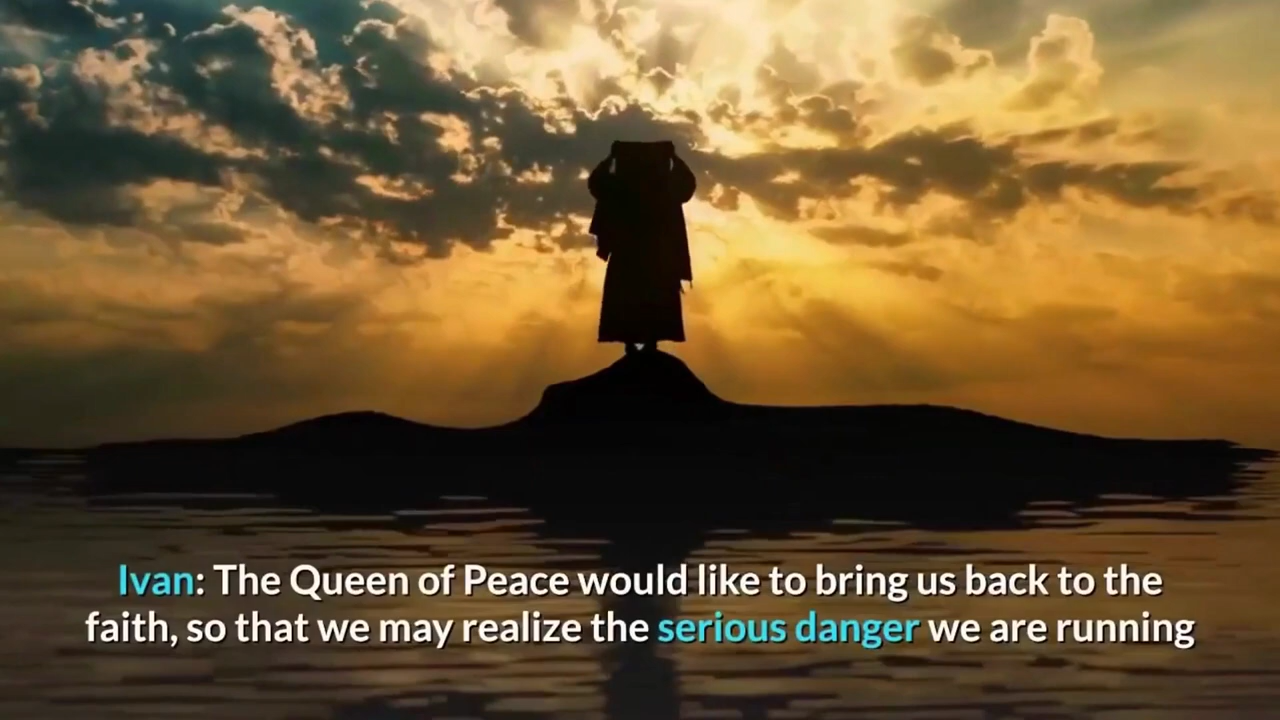 Ivan: The Queen of Peace would like to bring us back to the
faith, so that we may realize the serious danger we are running